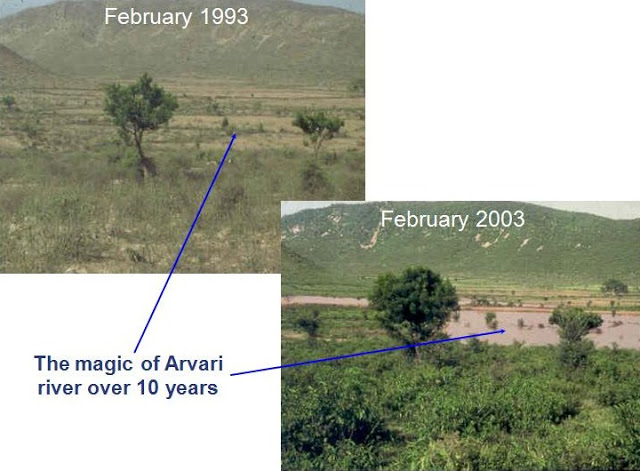 February 1993
February 2003
The magic of Arvari
river over 10 years